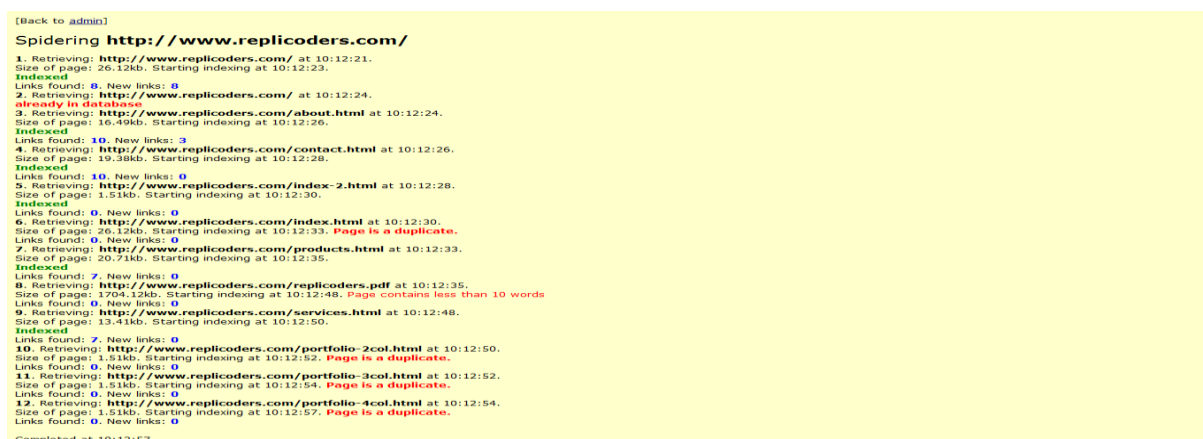 [Back to admin]
Spidering http://www.replicoders.com/
1. Retrieving: http://www.replicoders.com/ at 10:12:21.
Size of page: 26.12kb. Starting indexing at 10:12:23.
Indexed
Links found: 8. New links: 8
2. Retrieving: http://www.replicoders.com/ at 10:12:24.
already in database
3. Retrieving: http://www.replicoders.com/about.html at 10:12:24.
Size of page: 16.49kb. Starting indexing at 10:12:26.
Indexed
Links found: 10. New links: 3
4. Retrieving: http://www.replicoders.com/contact.html at 10:12:26.
Size of page: 19.38kb. Starting indexing at 10:12:28.
Indexed
Links found: 10. New links: 0
5. Retrieving: http://www.replicoders.com/index-2.html at 10:12:28.
Size of page: 1.51kb. Starting indexing at 10:12:30.
Indexed
Links found: 0. New links: 0
6. Retrieving: http://www.replicoders.com/index.html at 10:12:30.
Size of page: 26.12kb. Starting indexing at 10:12:33. Page is a duplicate.
Links found: 0. New links: 0
7. Retrieving: http://www.replicoders.com/products.html at 10:12:33.
Size of page: 20.71kb. Starting indexing at 10:12:35.
Indexed
Links found: 7. New links: 0
8. Retrieving: http://www.replicoders.com/replicoders.pdf at 10:12:35.
Size of page: 1704.12kb. Starting indexing at 10:12:48. Page contains less than 10 words
Links found: 0. New links: 0
9. Retrieving: http://www.replicoders.com/services.html at 10:12:48.
Size of page: 13.41kb. Starting indexing at 10:12:50.
Indexed
Links found: 7. New links: 0
10. Retrieving: http://www.replicoders.com/portfolio-2col.html at 10:12:50.
Size of page: 1.51kb. Starting indexing at 10:12:52. Page is a duplicate.
Links found: 0. New links: 0
11. Retrieving: http://www.replicoders.com/portfolio-3col.html at 10:12:52.
Size of page: 1.51kb. Starting indexing at 10:12:54. Page is a duplicate.
Links found: 0. New links: 0
12. Retrieving: http://www.replicoders.com/portfolio-4col.html at 10:12:54.
Size of page: 1.51kb. Starting indexing at 10:12:57. Page is a duplicate.
Links found: 0. New links: 0
Completed at 10:12:57